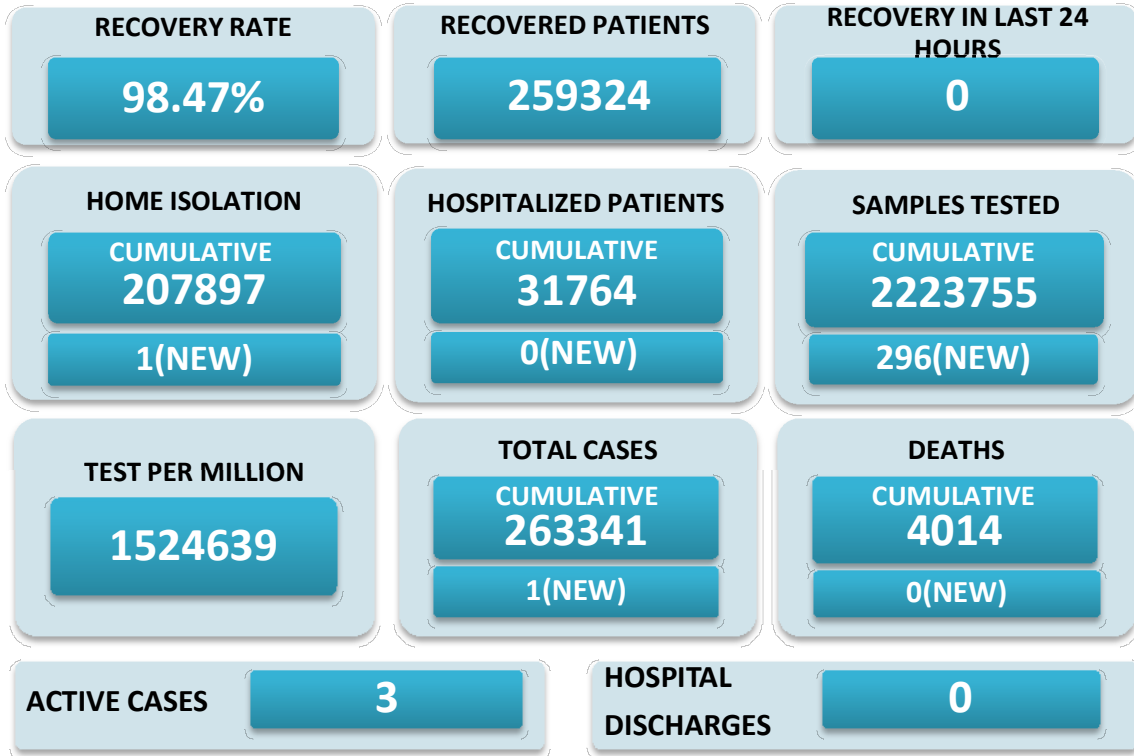 RECOVERY RATE
98.47%
RECOVERED PATIENTS
259324
RECOVERY IN LAST 24
HOURS
0
HOME ISOLATION
CUMULATIVE
207897
1(NEW)
HOSPITALIZED PATIENTS
CUMULATIVE
31764
0(NEW)
SAMPLES TESTED
CUMULATIVE
2223755
296(NEW)
TEST PER MILLION
1524639
TOTAL CASES
CUMULATIVE
263341
1(NEW)
DEATHS
CUMULATIVE
4014
0(NEW)
ACTIVE CASES
3
HOSPITAL
DISCHARGES
0